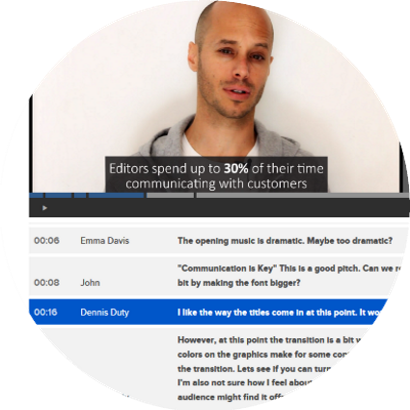 Editors spend up to 30% of their time
communicating with customers
00:06 Emma Davis The opening music is dramatic. Maybe too dramatic?
"Communication is Key" This is a good pitch. Can we
00:08 John bit by making the font bigger?
00:16 Dennis Duty I like the way the titles come in at this point. It
However, at this point the transition is a bit
colors on the graphics make for some
the transition. Lets see if you can
I'm also not sure how I feel
audience might find it